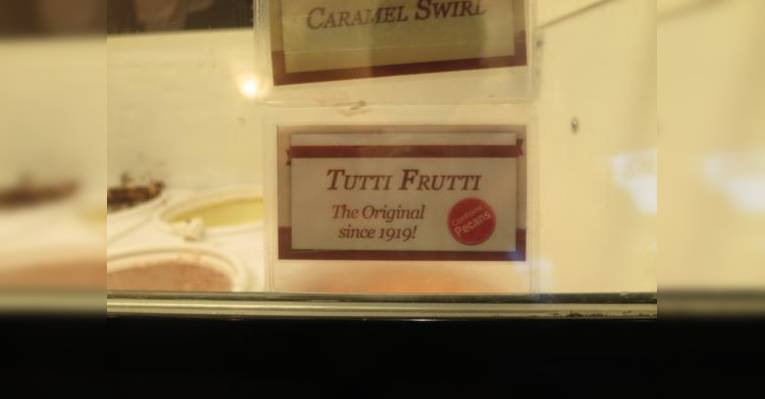 CARAMEL SWIRL
TUTTI FRUTTI
The Original
since 1919!
Contains
Pecans